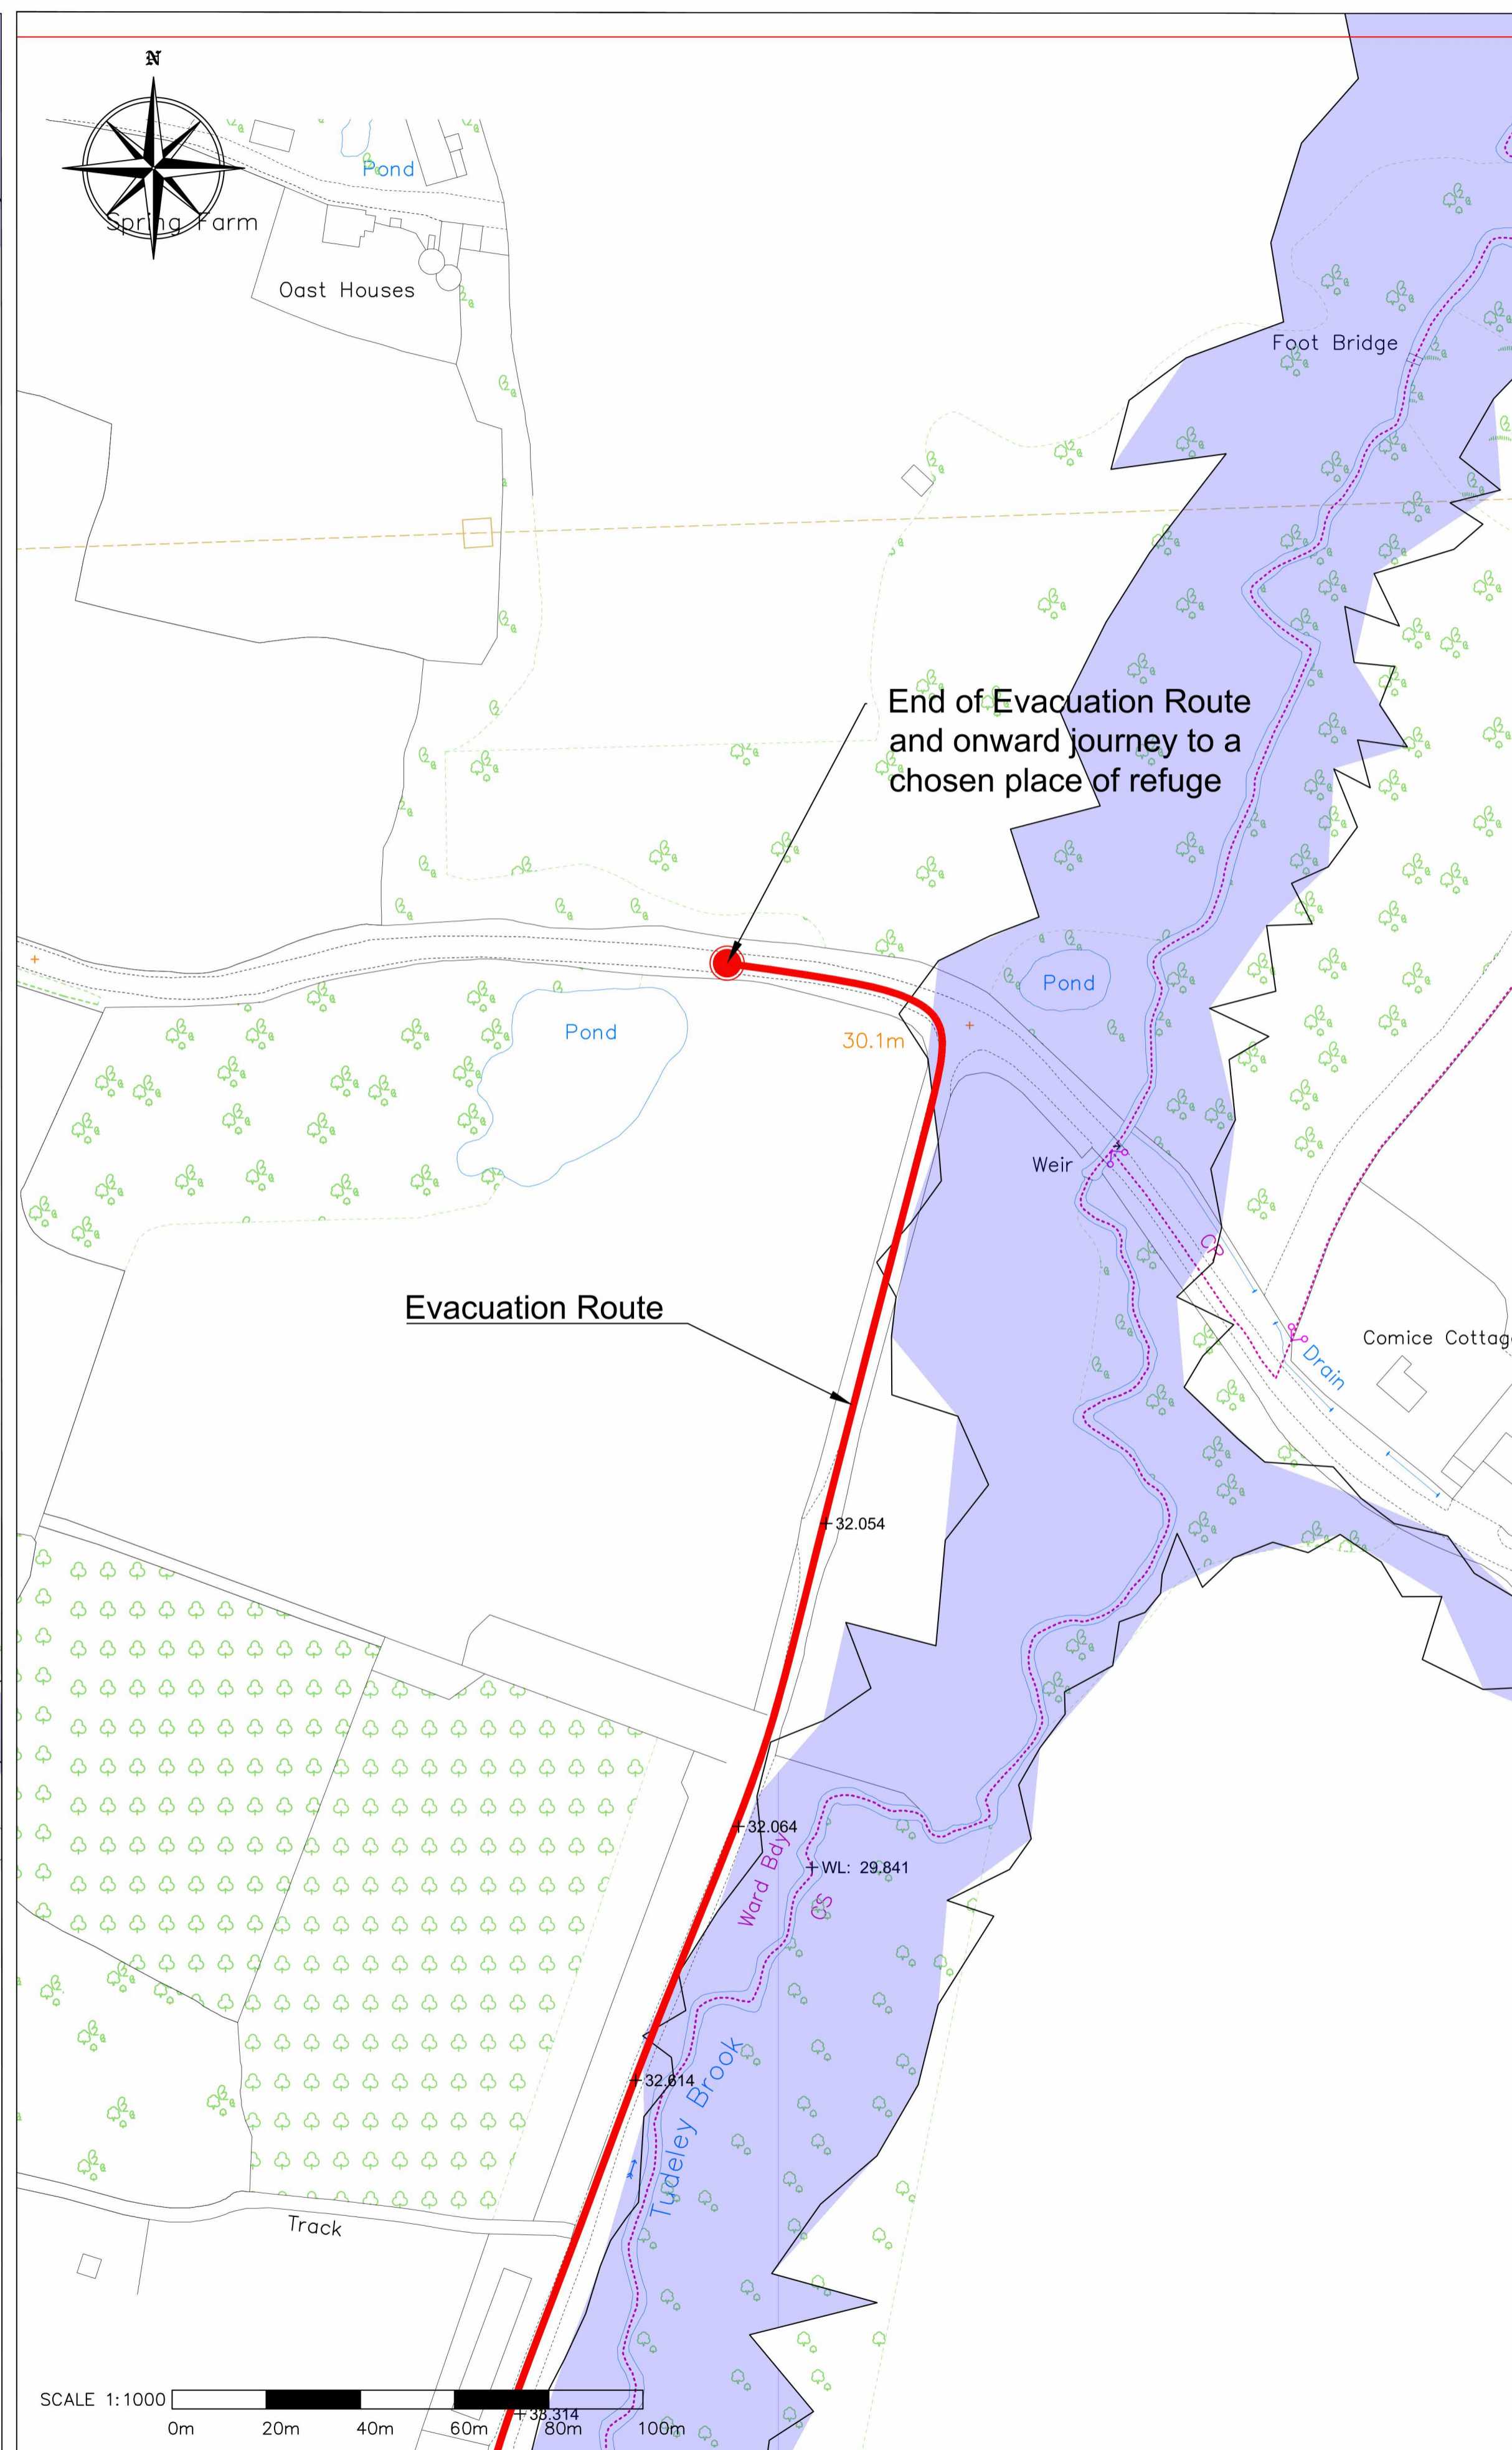 N
Pond
Spring Farm
Oast Houses
Foot Bridge
End of Evacuation Route
and onward journey to a
chosen place of refuge
Pond
Pond
30.1m
Weir
CP
Evacuation Route
Comice Cottag
Drain
+32.054
+32.064
Ward Bdy
+WL: 29.841
CS
+32.614
Tudeley Brook
Track
SCALE 1:1000
+33.314
0m
20m
40m
60m
80m
100m